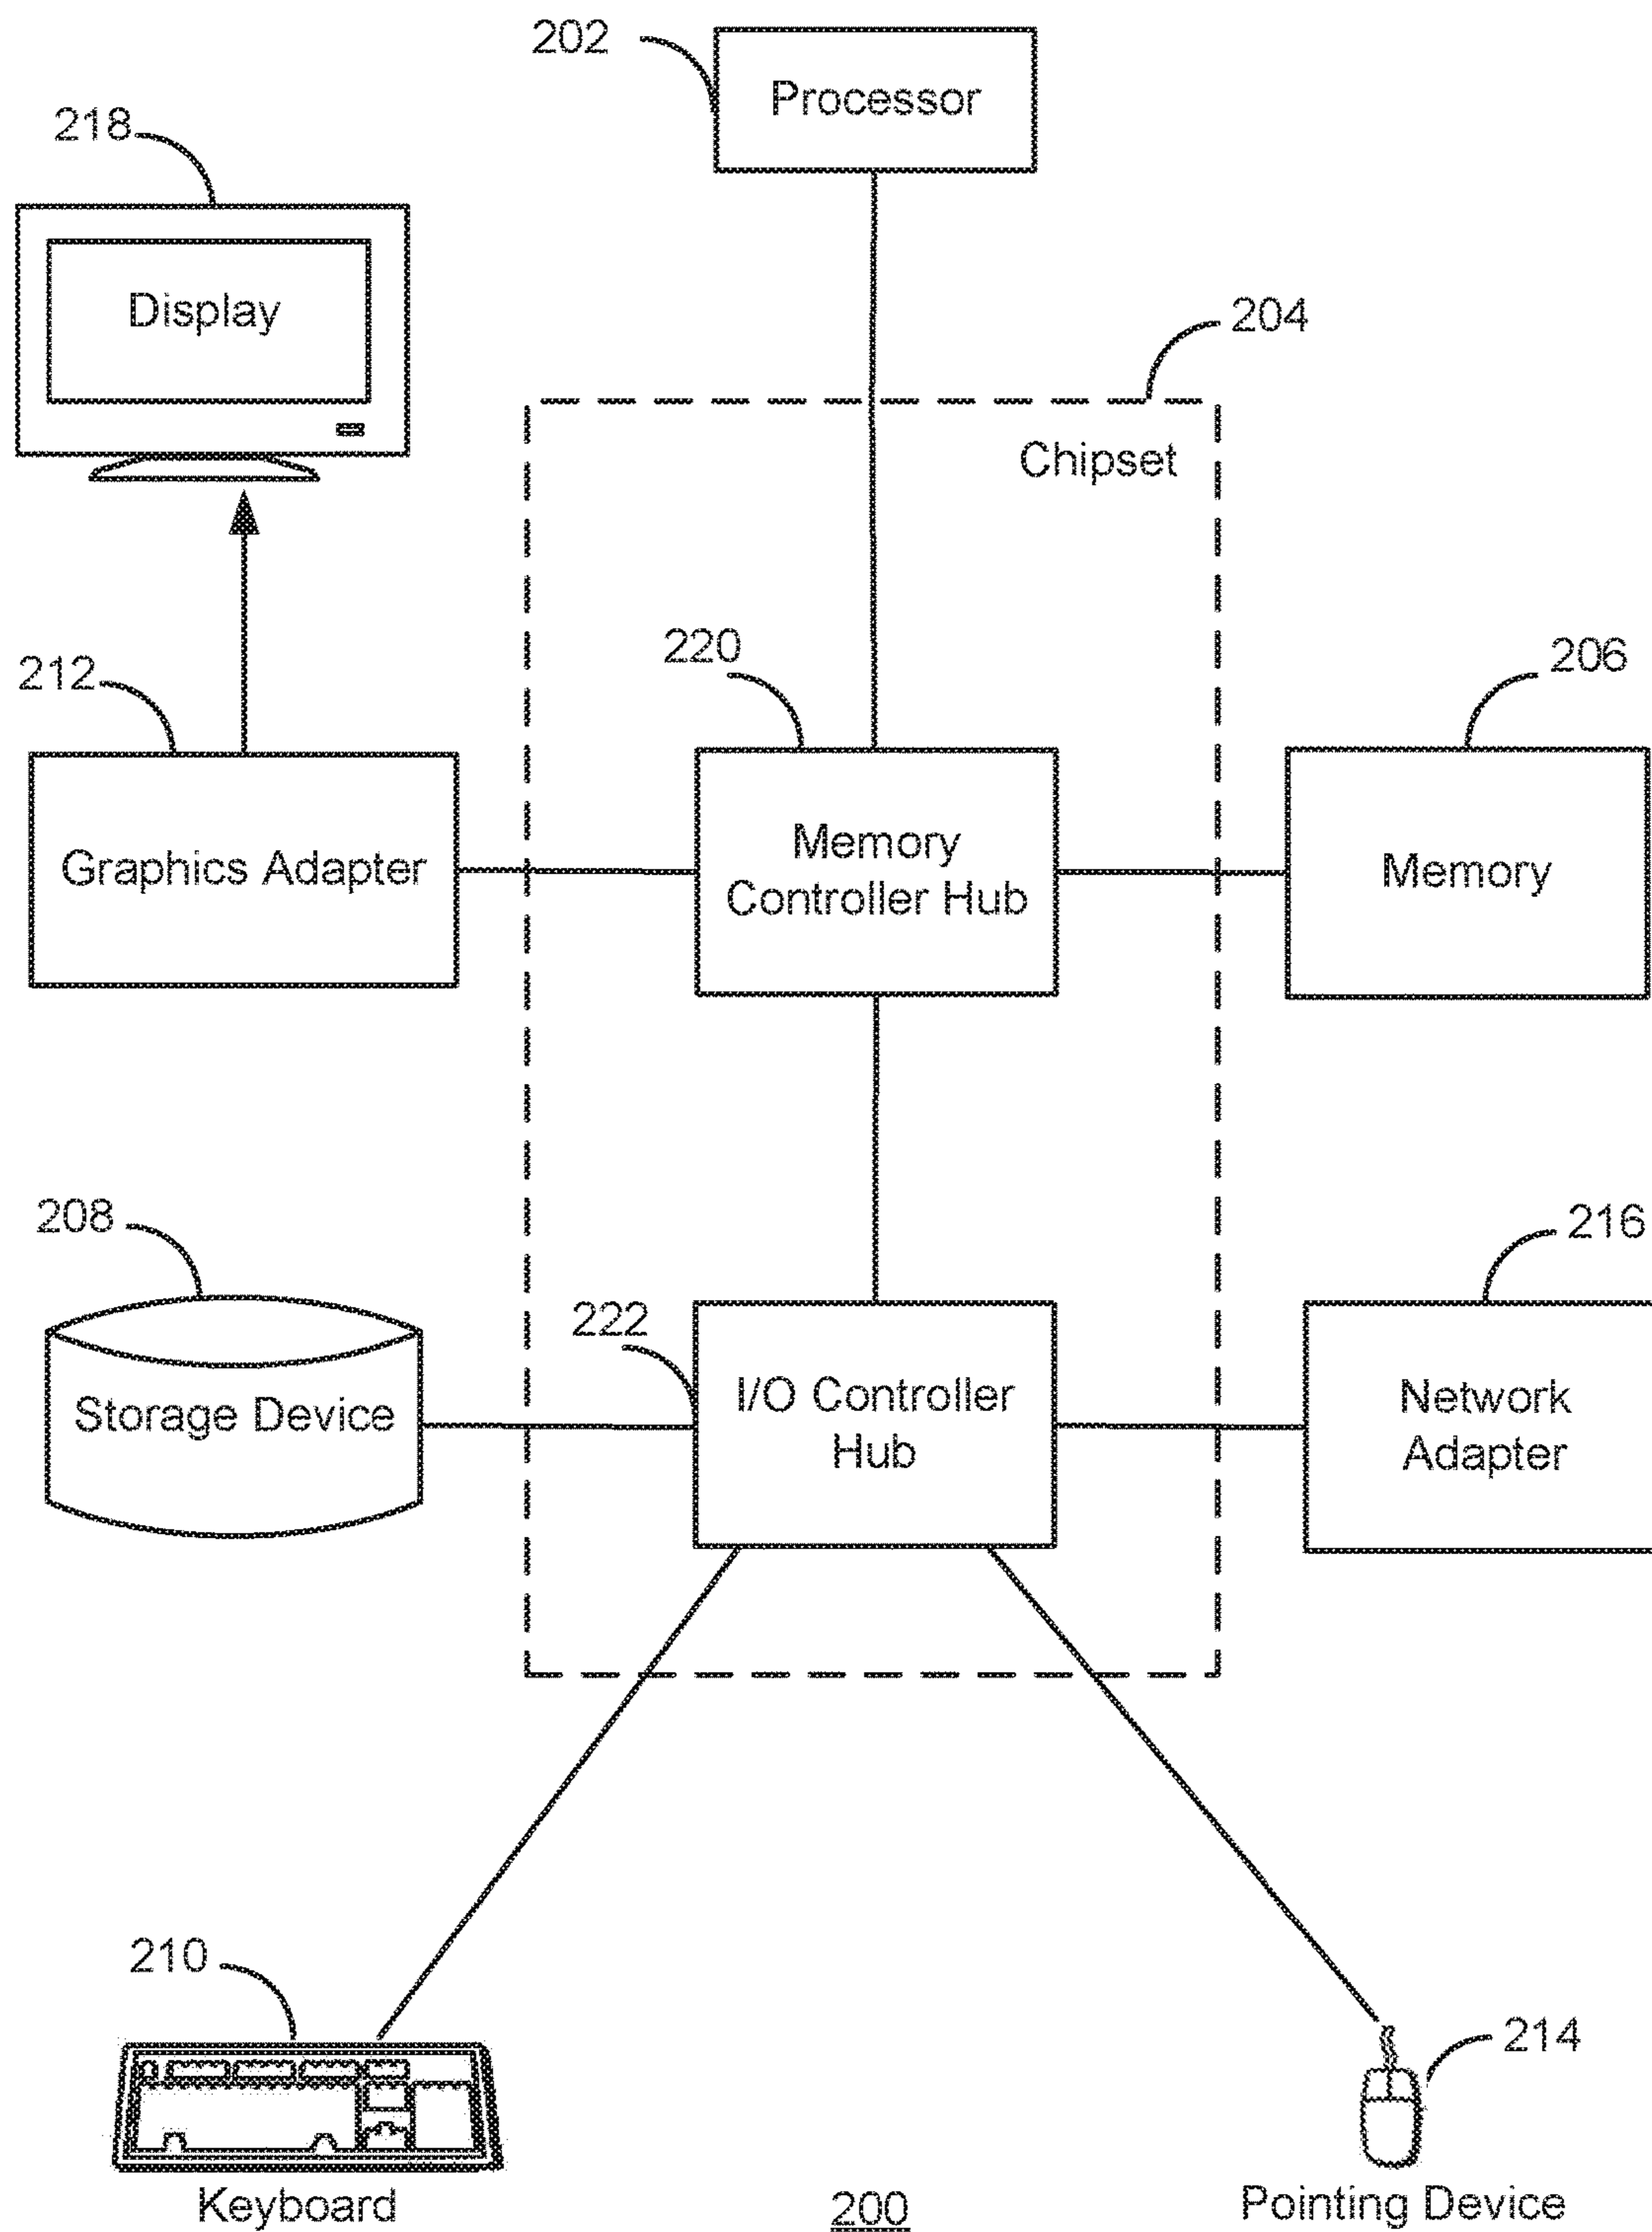 202
Processor
218
Display
204
Chipset
220
206
212
Memory
Controller Hub
Graphics Adapter
Memory
208
216
222
I/O Controller
Hub
Storage Device
Network
Adapter
210
214
Keyboard
200
Pointing Device